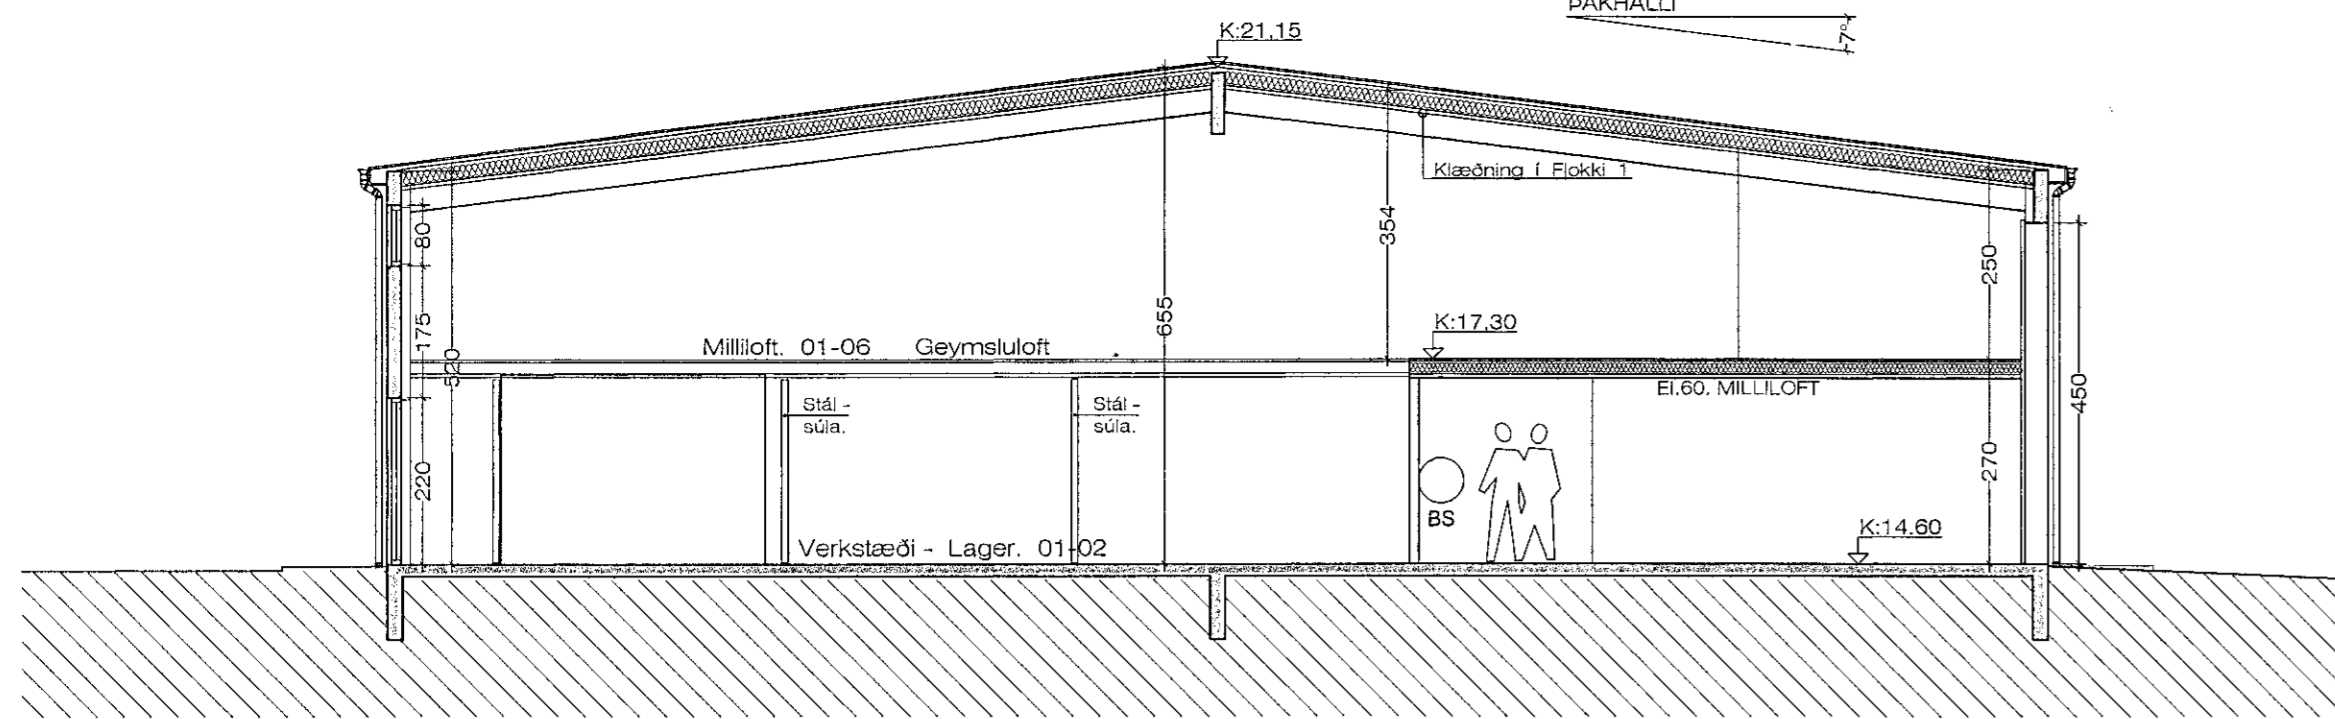 ÞAKHALLI
7°
K:21,15
Klæðning í Flokki 1
80
354
250
655
175
520
K:17,30
Milliloft. 01-06 Geymsluloft
EI.60. MILLILOFT
450
Stál -
súla.
Stál -
súla.
220
270
BS
K:14.60
Verkstæði - Lager. 01-02